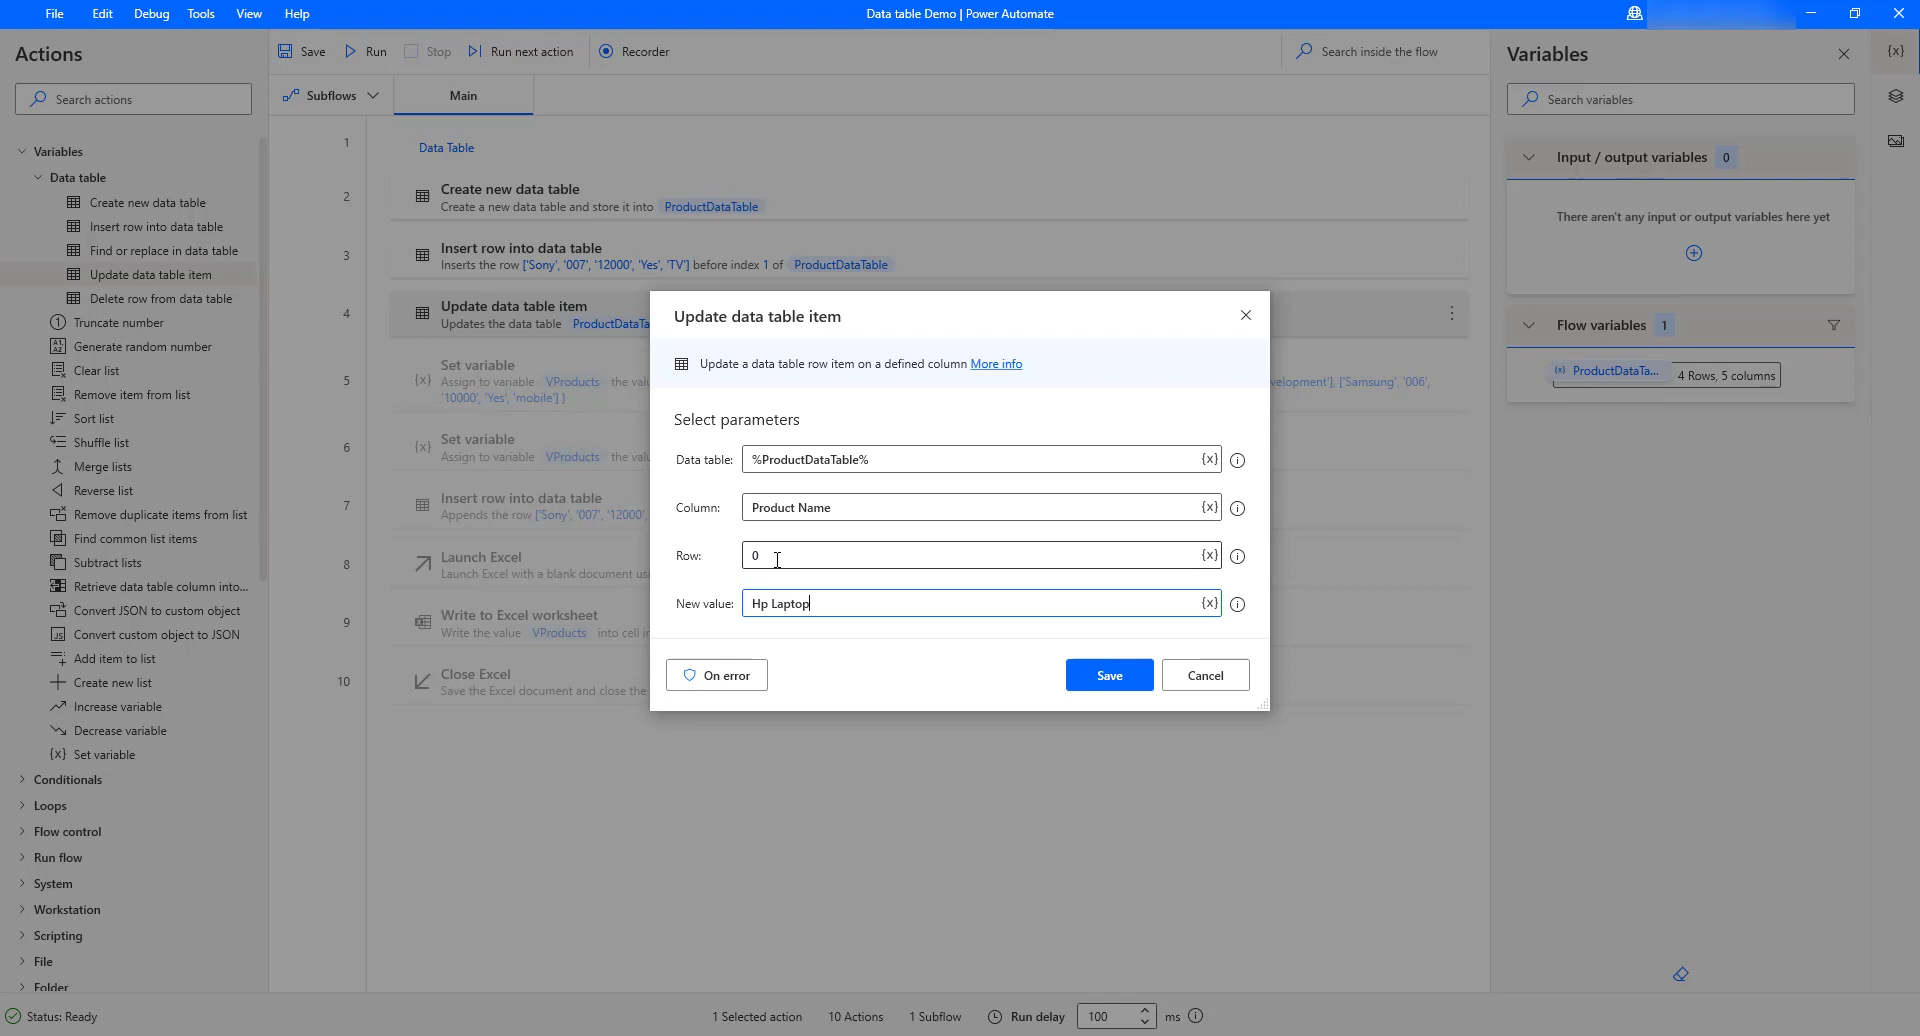 File Edit Debug Tools View Help
Data table Demo | Power Automate
Actions
Search actions
Variables
Data table
Create new data table
Insert row into data table
Find or replace in data table
Update data table item
Delete row from data table
Truncate number
Generate random number
Clear list
Remove item from list
Sort list
Shuffle list
Merge lists
Reverse list
Remove duplicate items from list
Find common list items
Subtract lists
Retrieve data table column into...
Convert JSON to custom object
Convert custom object to JSON
Add item to list
Create new list
Increase variable
Decrease variable
{x} Set variable
Conditionals
Loops
Flow control
Run flow
System
Workstation
Scripting
File
Folder
Save Run Stop Run next action Recorder
Search inside the flow
Subflows Main
1 Data Table
2 Create new data table
Create a new data table and store it into ProductDataTable
3 Insert row into data table
Inserts the row ['Sony', '007', '12000', 'Yes', 'TV'] before index 1 of ProductDataTable
4 Update data table item
Updates the data table ProductDataTa
5 {x} Set variable
Assign to variable VProducts the valu velopment'], ['Samsung', '006',
'10000', 'Yes', 'mobile'] }
6 {x} Set variable
Assign to variable VProducts the valu
7 Insert row into data table
Appends the row ['Sony', '007', '12000',
8 Launch Excel
Launch Excel with a blank document usi
9 Write to Excel worksheet
Write the value VProducts into cell in
10 Close Excel
Save the Excel document and close the
Update data table item
Update a data table row item on a defined column More info
Select parameters
Data table: %ProductDataTable% {x}
Column: Product Name {x}
Row: 0 {x}
New value: Hp Laptop {x}
On error Save Cancel
Variables
{x}
Search variables
Input / output variables 0
There aren't any input or output variables here yet
Flow variables 1
(x) ProductDataTa... 4 Rows, 5 columns
Status: Ready
1 Selected action 10 Actions 1 Subflow Run delay 100 ms